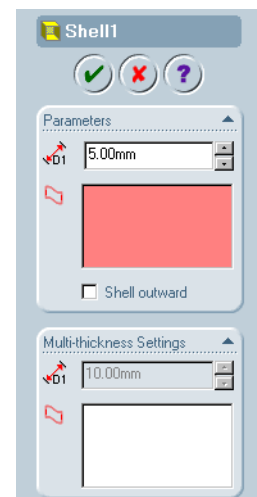 Shell1
?
Parameters
D1 5.00mm
Shell outward
Multi-thickness Settings
D1 10.00mm